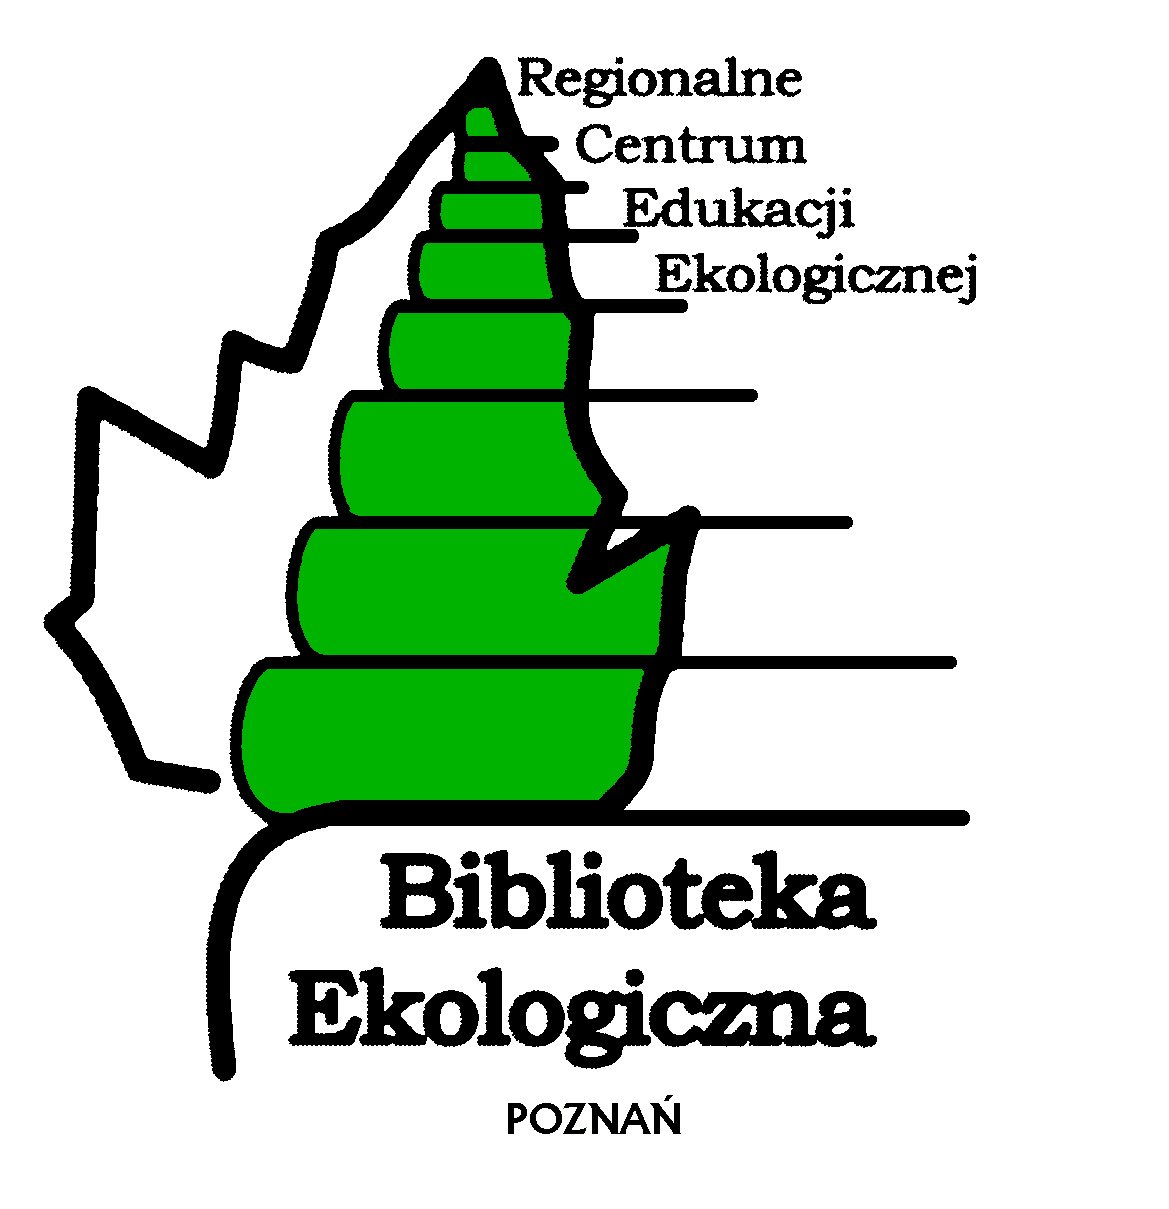 Regionalne
Centrum
Edukacji
Ekologicznej
Biblioteka
Ekologiczna
POZNAŃ